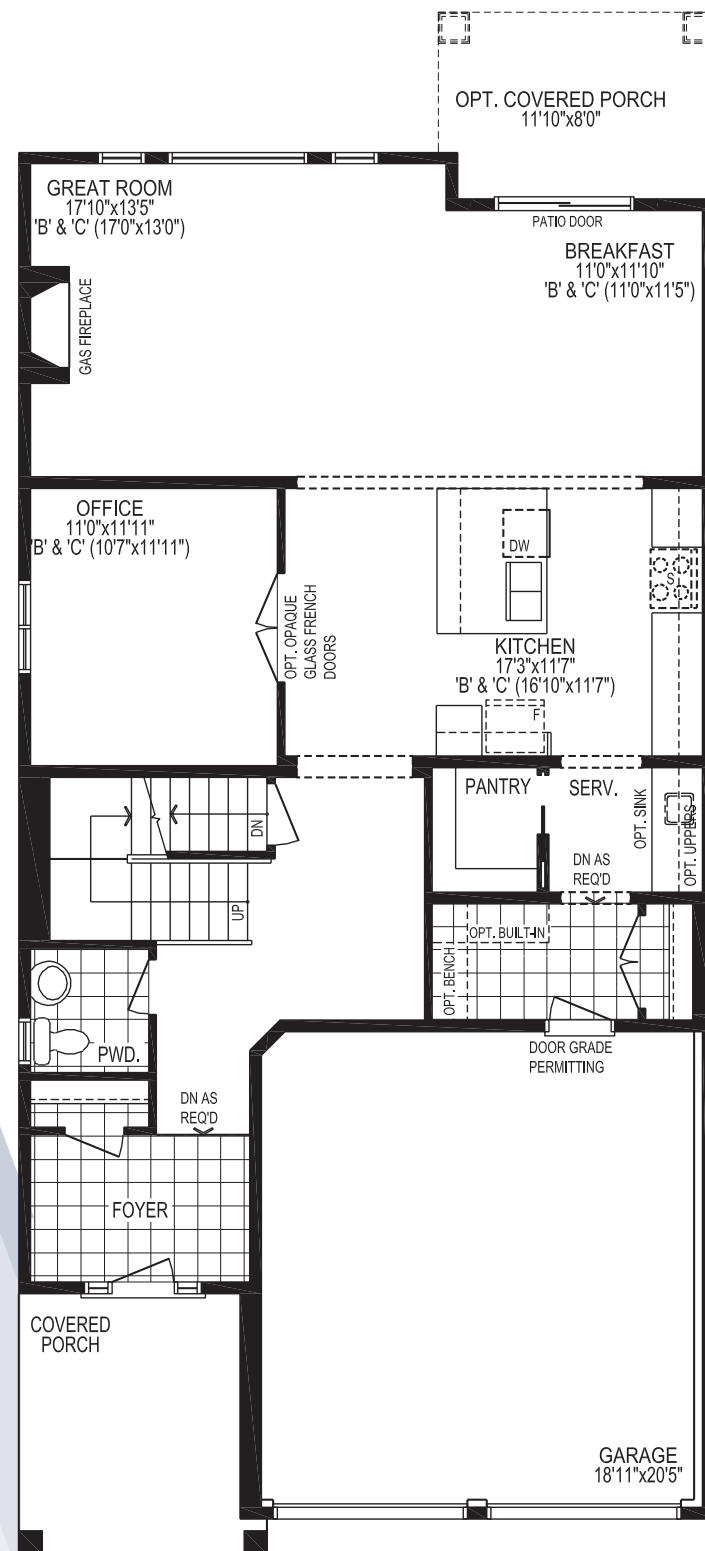 OPT. COVERED PORCH
11'10"x8'0"
GREAT ROOM
17'10"x13'5"
'B' & 'C' (17'0"x13'0")
PATIO DOOR
BREAKFAST
11'0"x11'10"
'B' & 'C' (11'0"x11'5")
GAS FIREPLACE
OFFICE
11'0"x11'11"
'B' & 'C' (10'7"x11'11")
OPT. OPAQUE
GLASS FRENCH
DOORS
DW
S
KITCHEN
17'3"x11'7"
'B' & 'C' (16'10"x11'7")
F
PANTRY
SERV.
OPT. SINK
OPT. UPPERS
DN
UP
DN AS
REQ'D
OPT. BUILT-IN
OPT. BENCH
PWD.
DOOR GRADE
PERMITTING
DN AS
REQ'D
FOYER
COVERED
PORCH
GARAGE
18'11"x20'5"